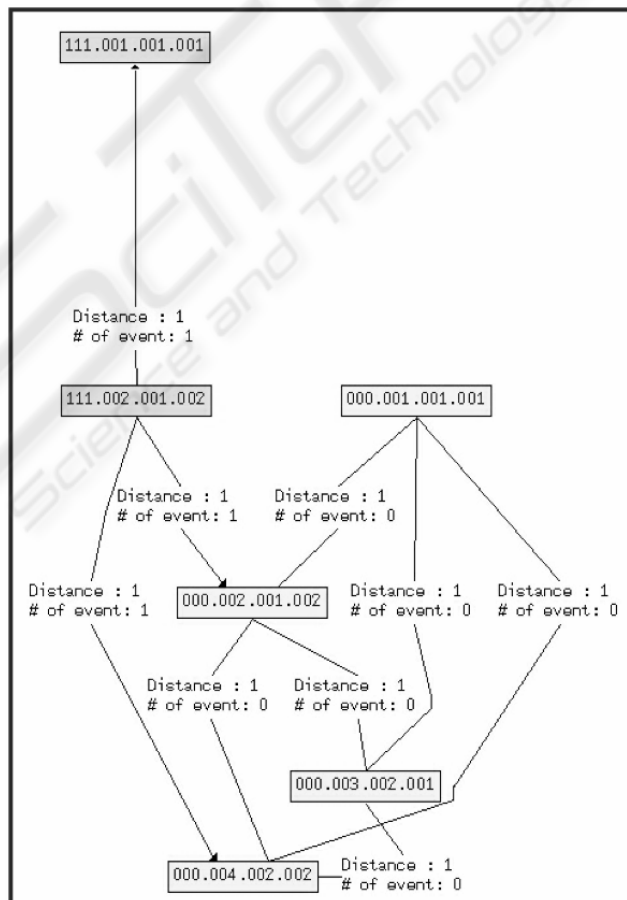 111.001.001.001
Distance : 1
# of event: 1
111.002.001.002
000.001.001.001
Distance : 1
# of event: 1
Distance : 1
# of event: 0
Distance : 1
# of event: 1
000.002.001.002
Distance : 1
# of event: 0
Distance : 1
# of event: 0
Distance : 1
# of event: 0
Distance : 1
# of event: 0
000.003.002.001
000.004.002.002
Distance : 1
# of event: 0
Science and Technology